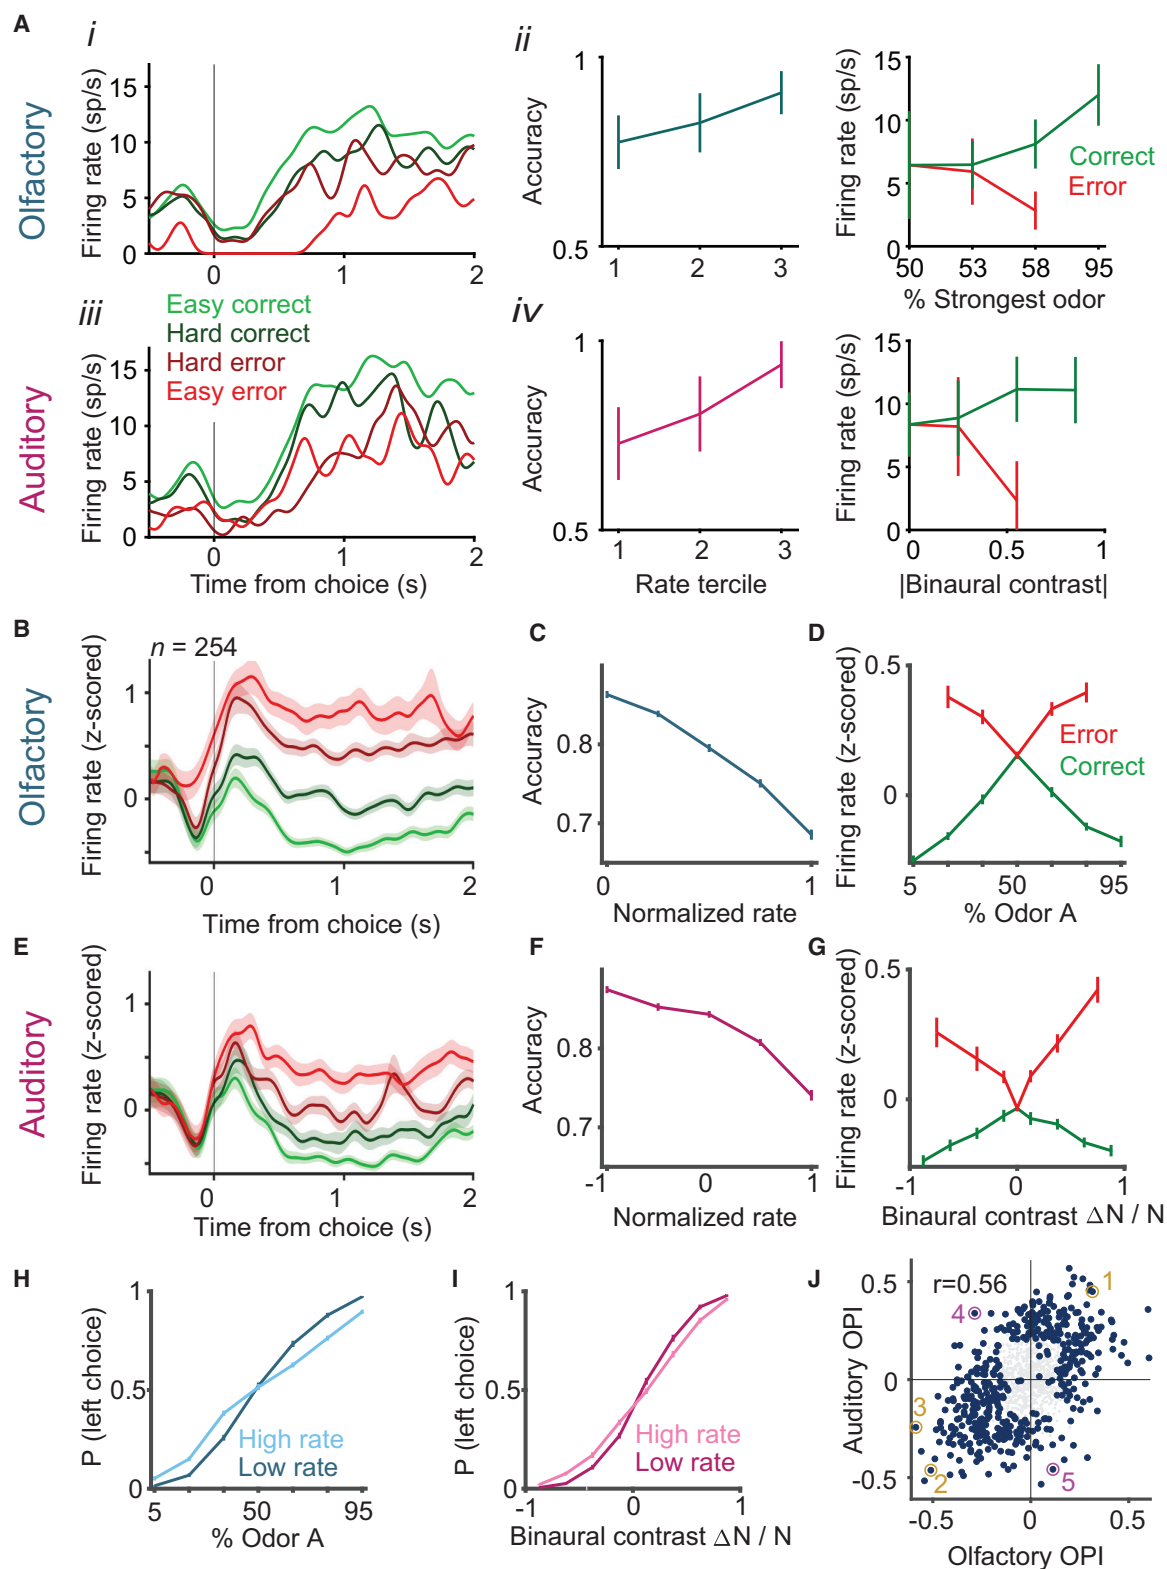 A
i
ii
Olfactory
Firing rate (sp/s)
15
10
5
0
0
1
2
Accuracy
1
0.5
1
2
3
Firing rate (sp/s)
15
10
5
0
Correct
Error
50
53
58
95
% Strongest odor
iii
iv
Easy correct
Hard correct
Hard error
Easy error
Auditory
Firing rate (sp/s)
15
10
5
0
0
1
2
Time from choice (s)
Accuracy
1
0.5
1
2
3
Rate tercile
Firing rate (sp/s)
15
10
5
0
0
0.5
1
|Binaural contrast|
B
n = 254
Olfactory
Firing rate (z-scored)
1
0
0
1
2
Time from choice (s)
C
Accuracy
0.8
0.7
0
1
Normalized rate
D
Firing rate (z-scored)
0.5
0
Error
Correct
5
50
95
% Odor A
E
Auditory
Firing rate (z-scored)
1
0
0
1
2
Time from choice (s)
F
Accuracy
0.8
0.7
-1
0
1
Normalized rate
G
Firing rate (z-scored)
0.5
0
-1
0
1
Binaural contrast ΔN / N
H
P (left choice)
1
0.5
0
High rate
Low rate
5
50
95
% Odor A
I
P (left choice)
1
0.5
0
High rate
Low rate
-1
0
1
Binaural contrast ΔN / N
J
r=0.56
Auditory OPI
0.5
0
-0.5
1
4
3
2
5
-0.5
0
0.5
Olfactory OPI